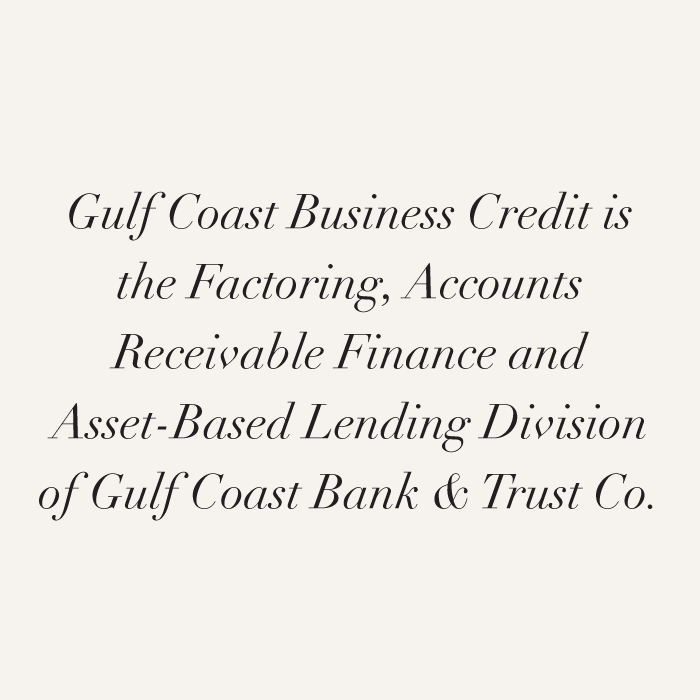 Gulf Coast Business Credit is
the Factoring, Accounts
Receivable Finance and
Asset-Based Lending Division
of Gulf Coast Bank & Trust Co.